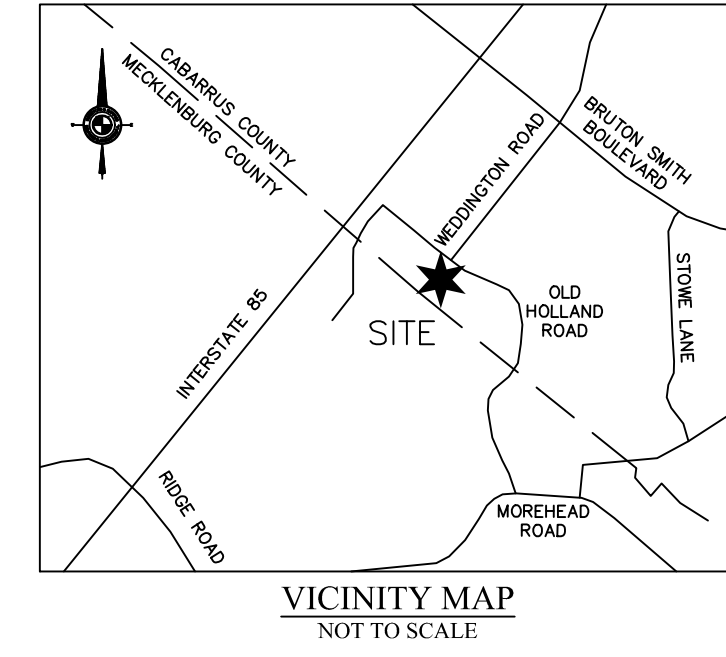 CABARRUS COUNTY
MECKLENBURG COUNTY
WEDDINGTON ROAD
BRUTON SMITH
BOULEVARD
STOWE LANE
OLD
HOLLAND
ROAD
SITE
INTERSTATE 85
RIDGE ROAD
MOREHEAD
ROAD
VICINITY MAP
NOT TO SCALE